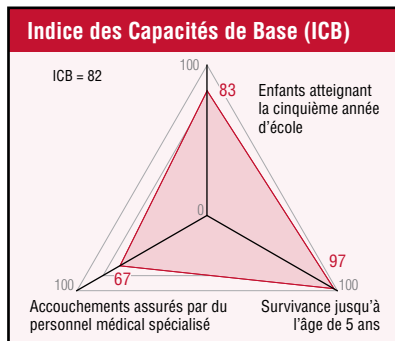 Indice des Capacités de Base (ICB)
ICB = 82
100
83
Enfants atteignant
la cinquième année
d'école
0
97
67
100
100
Accouchements assurés par du
personnel médical spécialisé
Survivance jusqu'à
l'âge de 5 ans